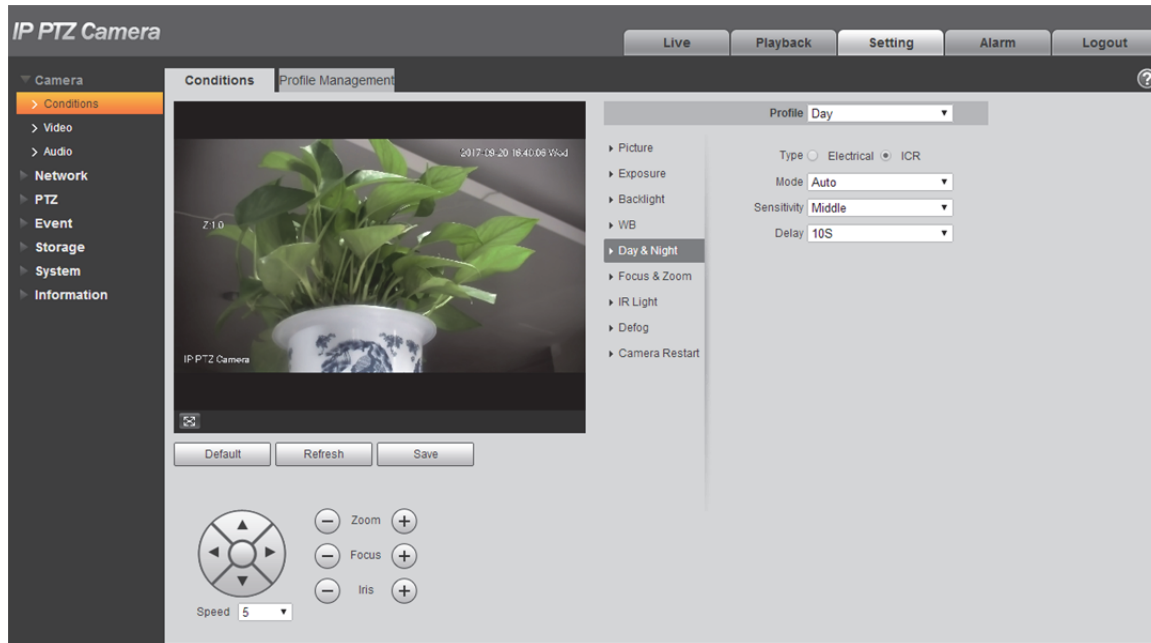 IP PTZ Camera
Live Playback Setting Alarm Logout
Camera
Conditions
Video
Audio
Network
PTZ
Event
Storage
System
Information
Conditions Profile Management
?
2017-09-20 16:40:06 Wed
Z:1.0
IP PTZ Camera
Default Refresh Save
Zoom
Focus
Iris
Speed 5
Profile Day
Picture
Exposure
Backlight
WB
Day & Night
Focus & Zoom
IR Light
Defog
Camera Restart
Type Electrical ICR
Mode Auto
Sensitivity Middle
Delay 10S